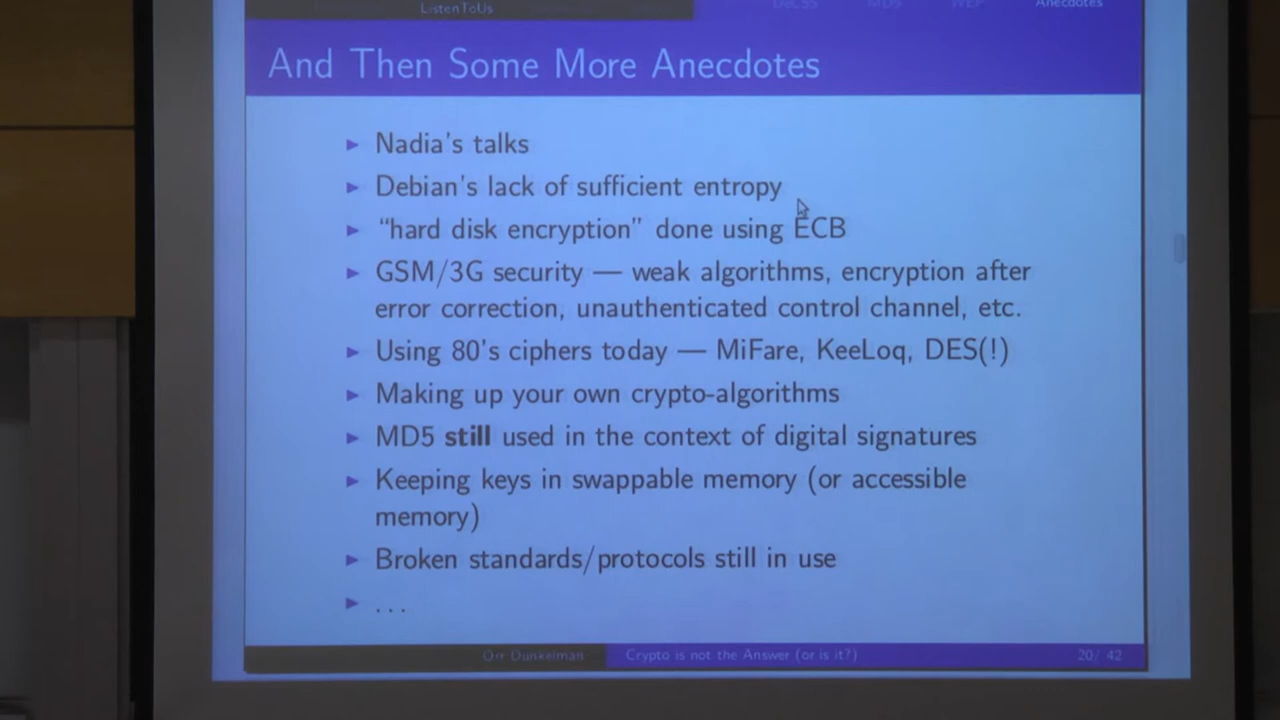 ListenToUs DeCSS MD5 WEP Anecdotes
And Then Some More Anecdotes
▶ Nadia's talks
▶ Debian's lack of sufficient entropy
▶ “hard disk encryption” done using ECB
▶ GSM/3G security — weak algorithms, encryption after
error correction, unauthenticated control channel, etc.
▶ Using 80's ciphers today — MiFare, KeeLoq, DES(!)
▶ Making up your own crypto-algorithms
▶ MD5 still used in the context of digital signatures
▶ Keeping keys in swappable memory (or accessible
memory)
▶ Broken standards/protocols still in use
▶ . . .
Orr Dunkelman Crypto is not the Answer (or is it?) 20/ 42